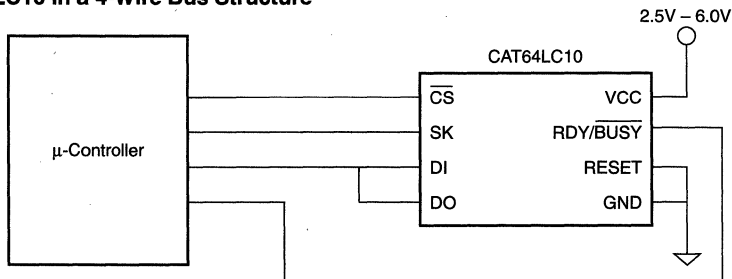 in a 4-Wire Bus Structure
2.5V – 6.0V
CAT64LC10
CS VCC
SK RDY/BUSY
μ-Controller
DI RESET
DO GND